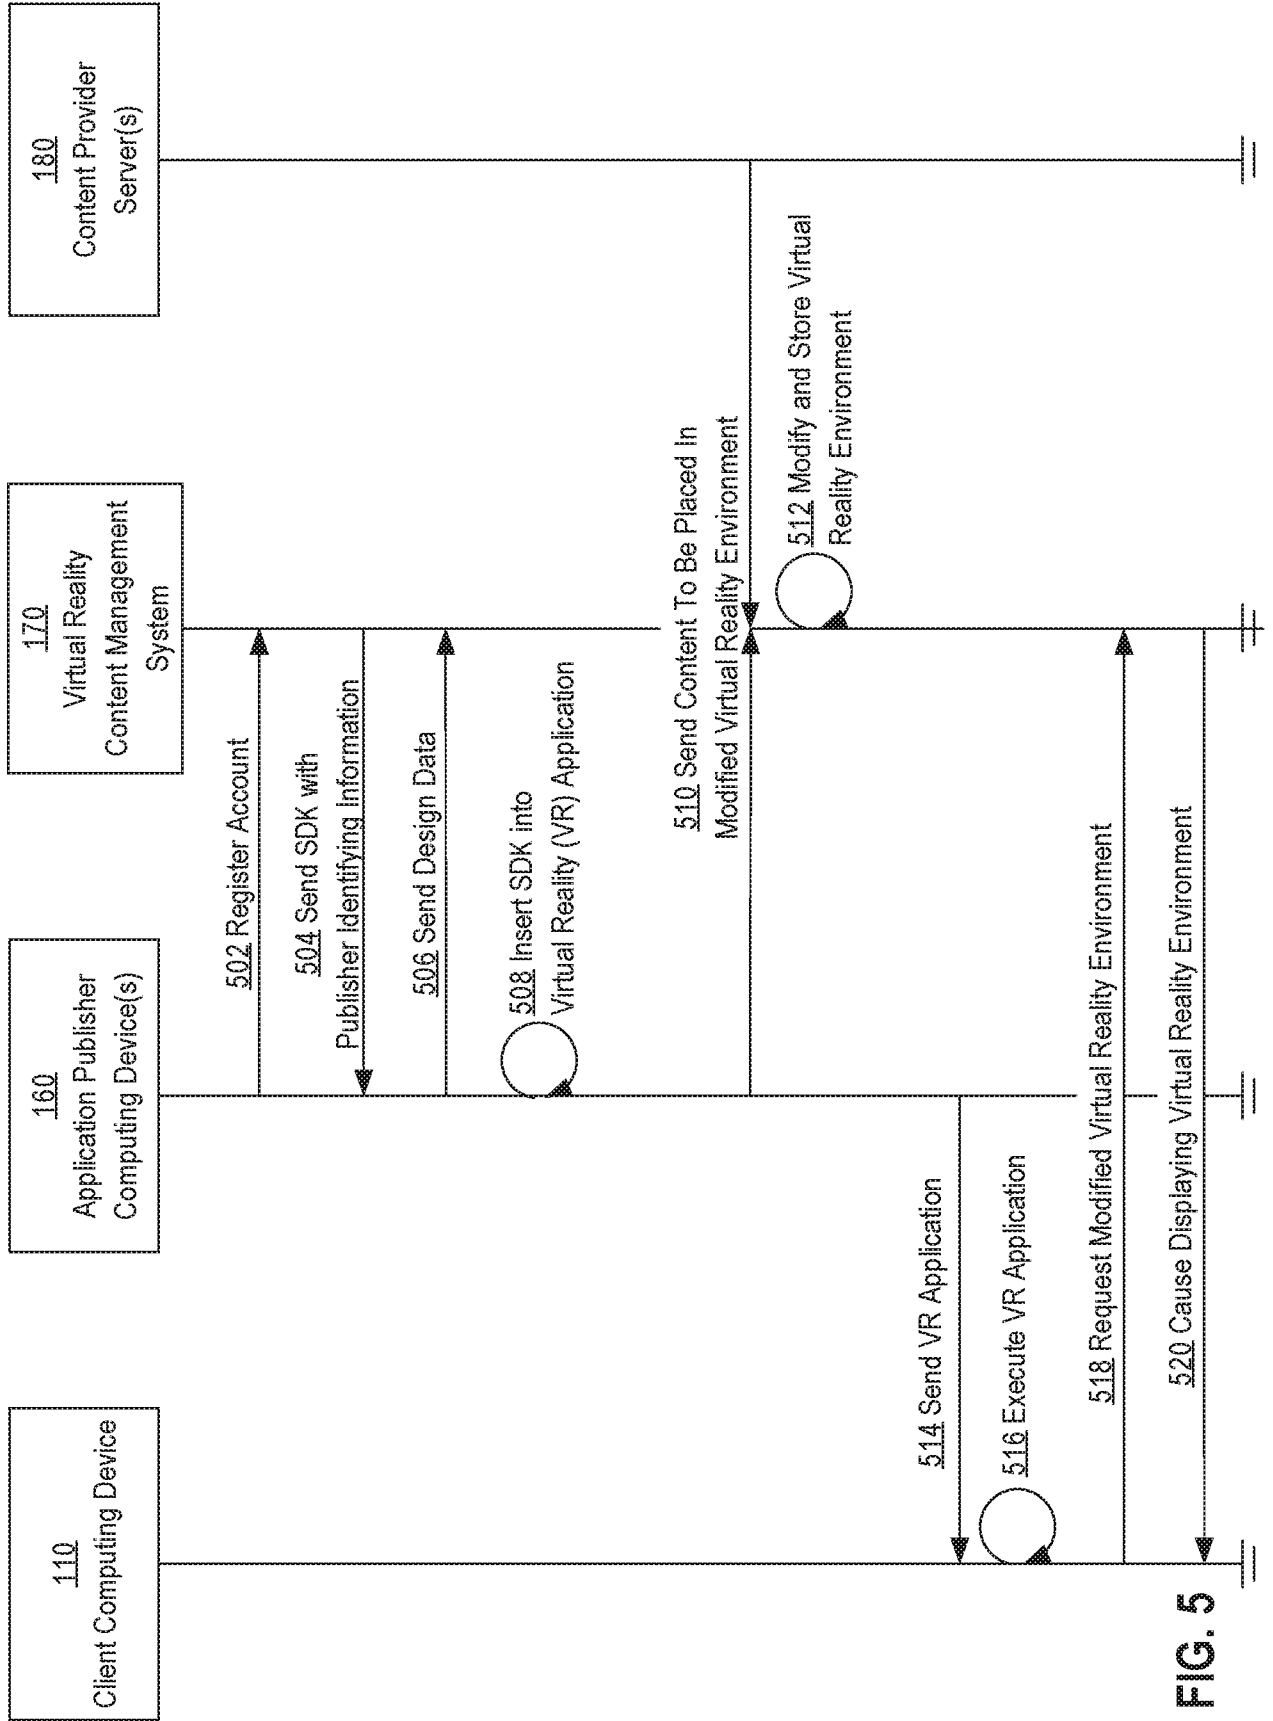 110
Client Computing Device
160
Application Publisher
Computing Device(s)
170
Virtual Reality
Content Management
System
180
Content Provider
Server(s)
502 Register Account
504 Send SDK with
Publisher Identifying Information
506 Send Design Data
508 Insert SDK into
Virtual Reality (VR) Application
510 Send Content To Be Placed In
Modified Virtual Reality Environment
512 Modify and Store Virtual
Reality Environment
514 Send VR Application
516 Execute VR Application
518 Request Modified Virtual Reality Environment
520 Cause Displaying Virtual Reality Environment
FIG. 5